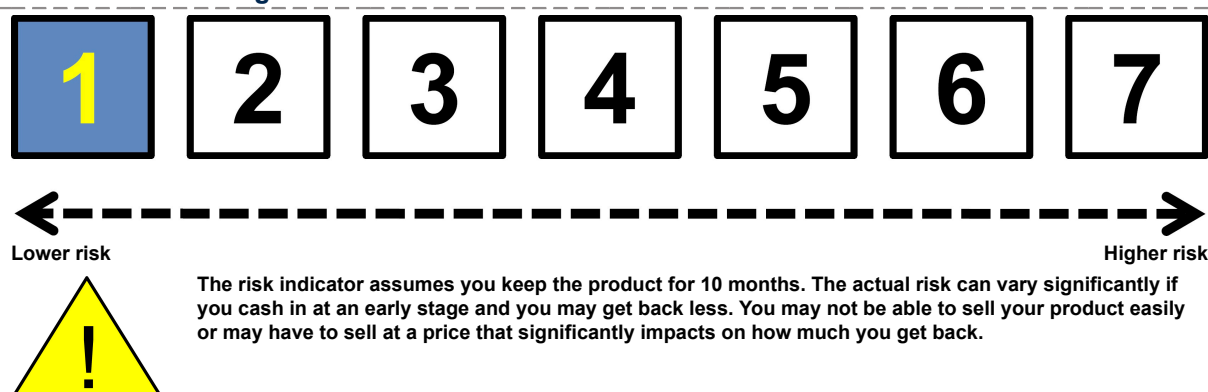 1 2 3 4 5 6 7
Lower risk Higher risk
The risk indicator assumes you keep the product for 10 months. The actual risk can vary significantly if
you cash in at an early stage and you may get back less. You may not be able to sell your product easily
or may have to sell at a price that significantly impacts on how much you get back.
!